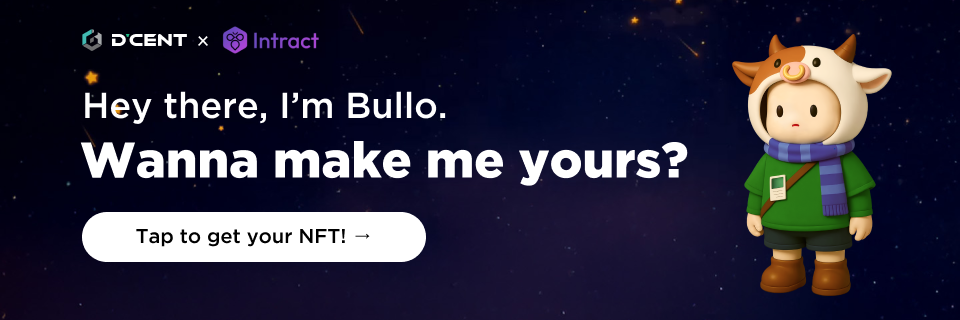 D'CENT × Intract
Hey there, I’m Bullo.
Wanna make me yours?
Tap to get your NFT! →